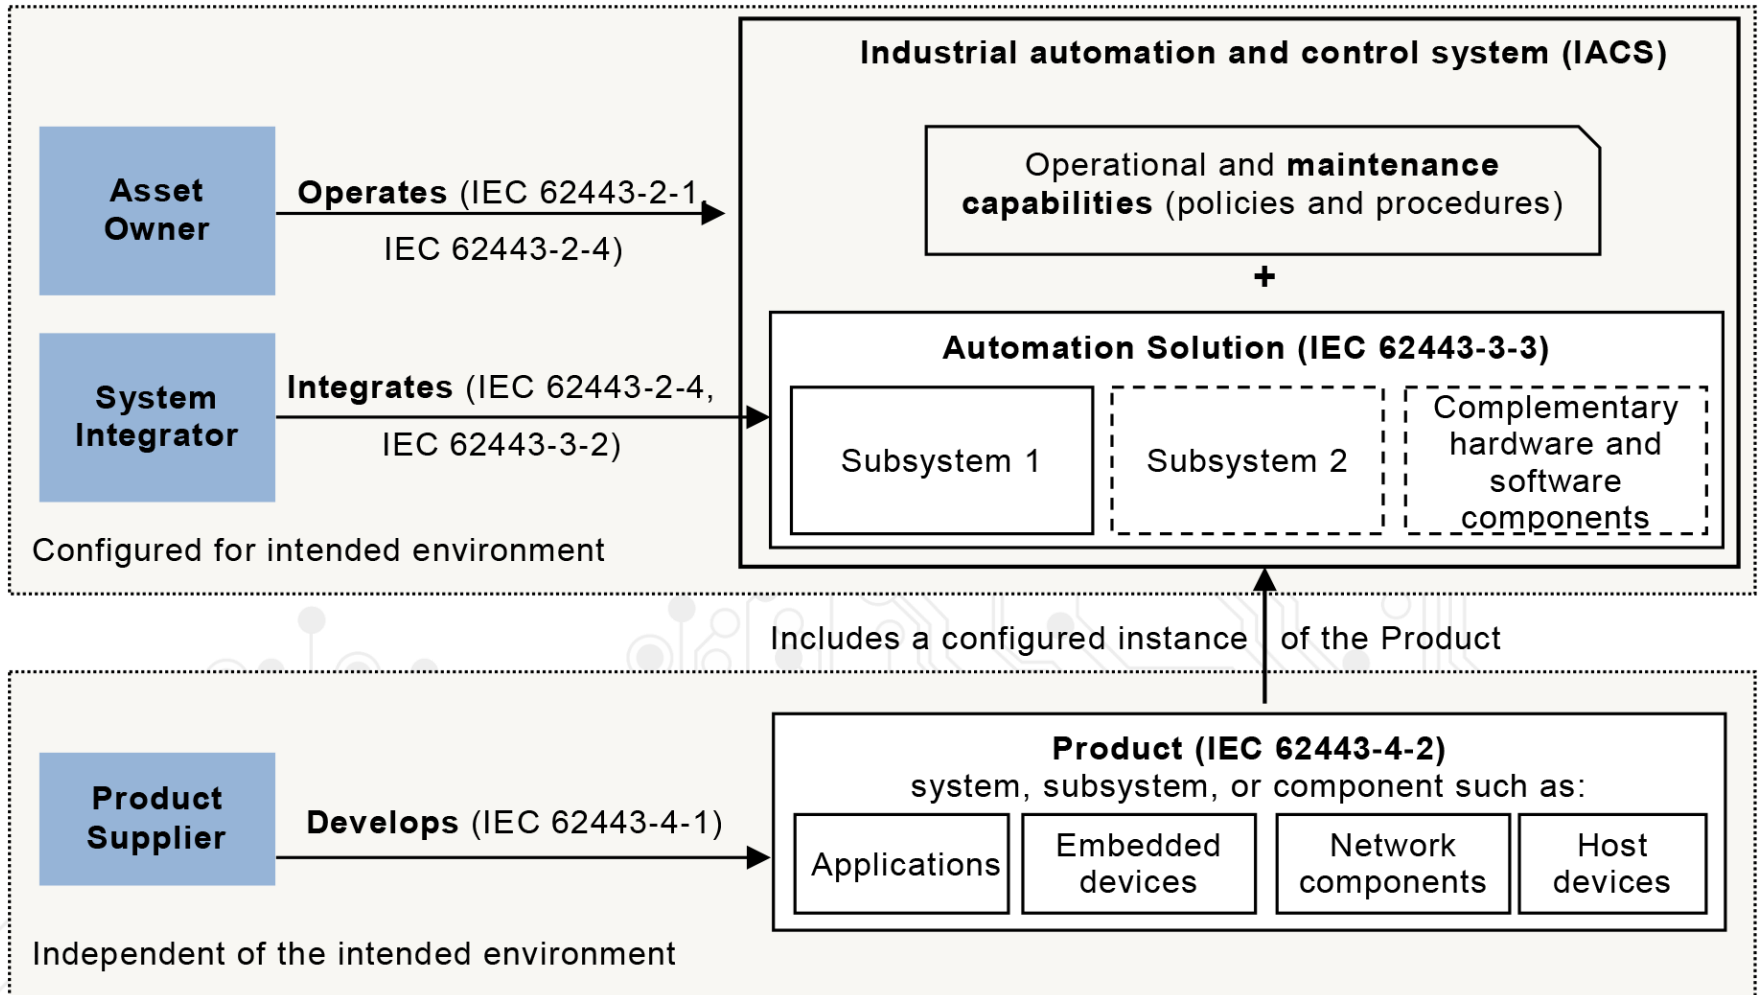 Industrial automation and control system (IACS)
Asset
Owner
Operates (IEC 62443-2-1,
IEC 62443-2-4)
Operational and maintenance
capabilities (policies and procedures)
+
System
Integrator
Integrates (IEC 62443-2-4,
IEC 62443-3-2)
Automation Solution (IEC 62443-3-3)
Subsystem 1
Subsystem 2
Complementary
hardware and
software
components
Configured for intended environment
Includes a configured instance of the Product
Product
Supplier
Develops (IEC 62443-4-1)
Product (IEC 62443-4-2)
system, subsystem, or component such as:
Applications
Embedded
devices
Network
components
Host
devices
Independent of the intended environment